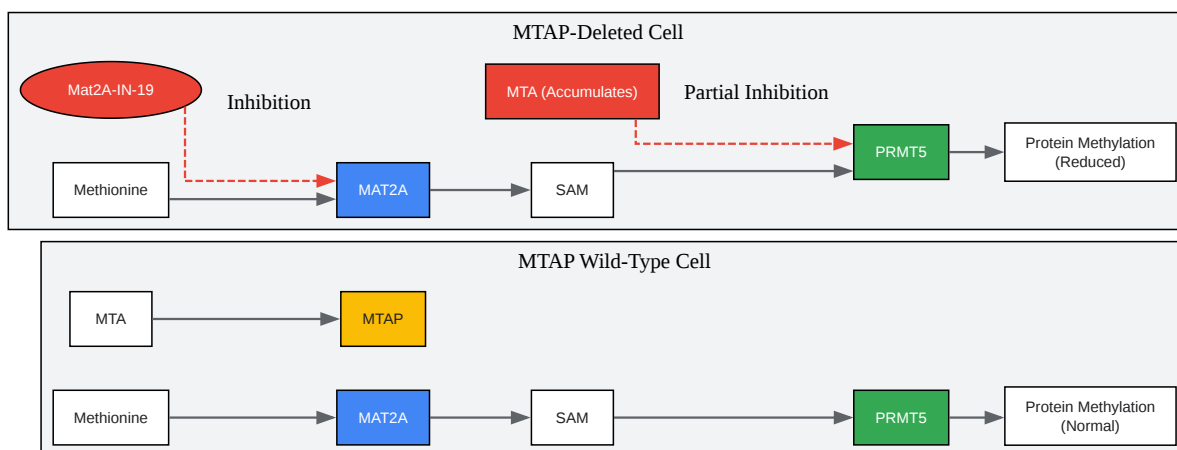 MTAP-Deleted Cell
Mat2A-IN-19
Inhibition
MTA (Accumulates)
Partial Inhibition
Methionine
MAT2A
SAM
PRMT5
Protein Methylation
(Reduced)
MTAP Wild-Type Cell
MTA
MTAP
Methionine
MAT2A
SAM
PRMT5
Protein Methylation
(Normal)